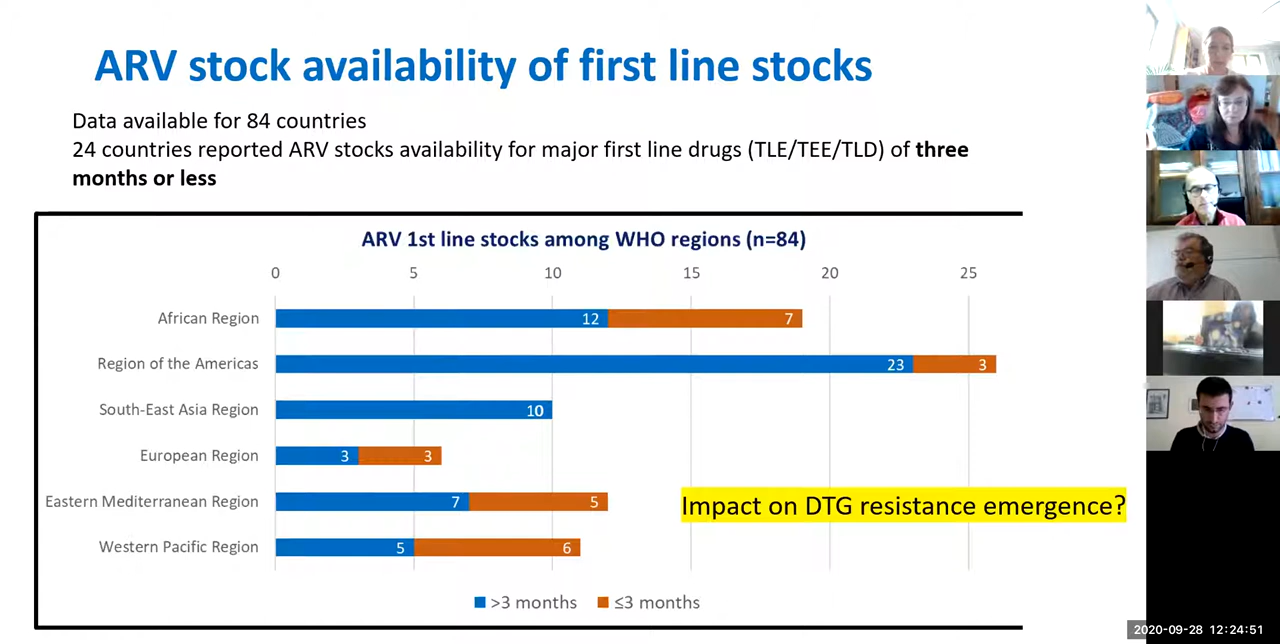 ARV stock availability of first line stocks
Data available for 84 countries
24 countries reported ARV stocks availability for major first line drugs (TLE/TEE/TLD) of three
months or less
ARV 1st line stocks among WHO regions (n=84)
0 5 10 15 20 25
African Region 12 7
Region of the Americas 23 3
South-East Asia Region 10
European Region 3 3
Eastern Mediterranean Region 7 5
Impact on DTG resistance emergence?
Western Pacific Region 5 6
>3 months ≤3 months
2020-09-28 12:24:51